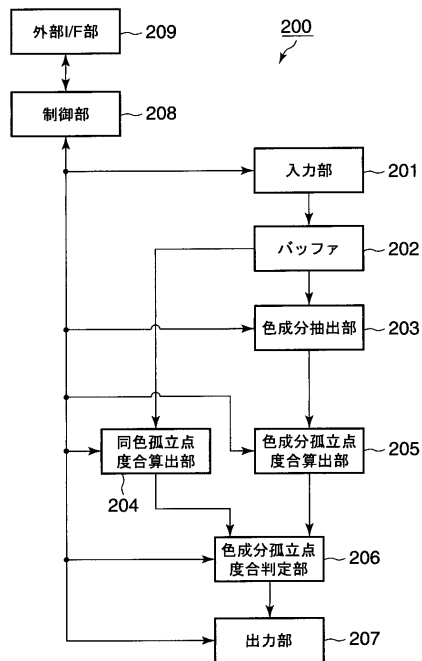 外部I/F部
209
200
制御部
208
入力部
201
バッファ
202
色成分抽出部
203
同色孤立点
度合算出部
204
色成分孤立点
度合算出部
205
色成分孤立点
度合判定部
206
出力部
207